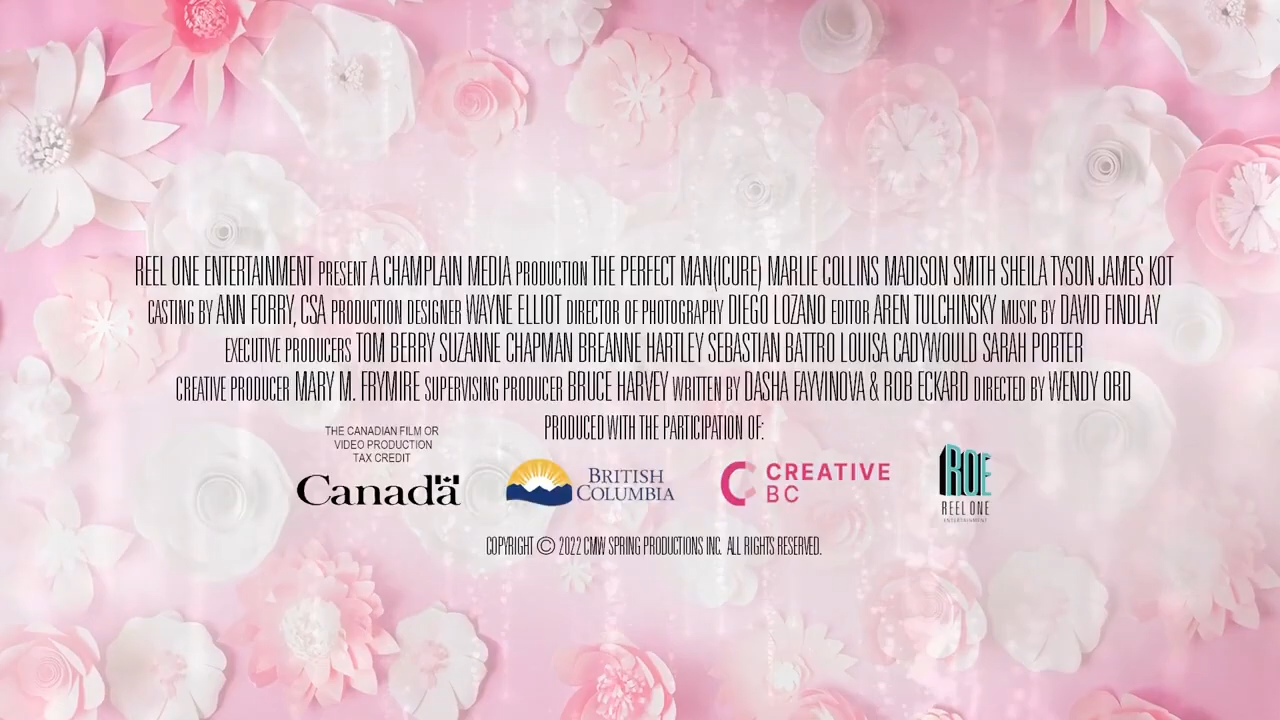 REEL ONE ENTERTAINMENT PRESENT A CHAMPLAIN MEDIA PRODUCTION THE PERFECT MAN(ICURE) MARLIE COLLINS MADISON SMITH SHEILA TYSON JAMES KOT
CASTING BY ANN FORRY, CSA PRODUCTION DESIGNER WAYNE ELLIOT DIRECTOR OF PHOTOGRAPHY DIEGO LOZANO EDITOR AREN TULCHINSKY MUSIC BY DAVID FINDLAY
EXECUTIVE PRODUCERS TOM BERRY SUZANNE CHAPMAN BREANNE HARTLEY SEBASTIAN BATTRO LOUISA CADYWOULD SARAH PORTER
CREATIVE PRODUCER MARY M. FRYMIRE SUPERVISING PRODUCER BRUCE HARVEY WRITTEN BY DASHA FAYVINOVA & ROB ECKARD DIRECTED BY WENDY ORD
PRODUCED WITH THE PARTICIPATION OF:
THE CANADIAN FILM OR
VIDEO PRODUCTION
TAX CREDIT
Canada
BRITISH
COLUMBIA
CREATIVE
BC
ROE
REEL ONE
ENTERTAINMENT
COPYRIGHT © 2022 CMW SPRING PRODUCTIONS INC. ALL RIGHTS RESERVED.